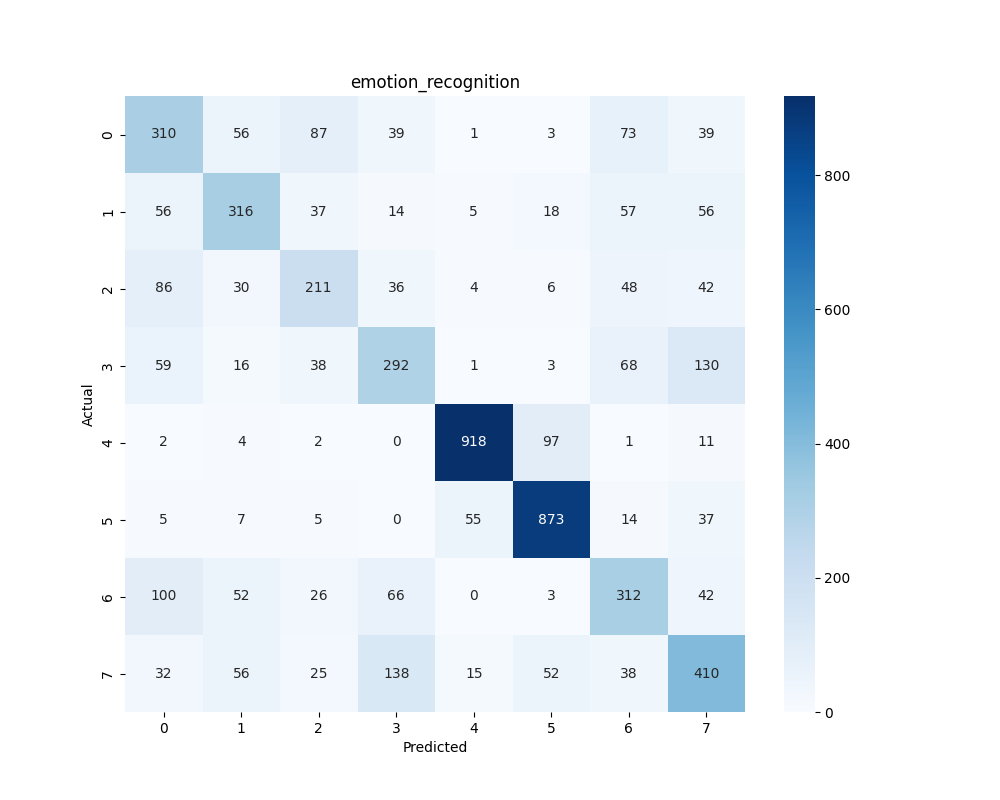 emotion_recognition
0 310 56 87 39 1 3 73 39
1 56 316 37 14 5 18 57 56
2 86 30 211 36 4 6 48 42
3 59 16 38 292 1 3 68 130
4 2 4 2 0 918 97 1 11
5 5 7 5 0 55 873 14 37
6 100 52 26 66 0 3 312 42
7 32 56 25 138 15 52 38 410
0 1 2 3 4 5 6 7
Actual
Predicted
800
600
400
200
0